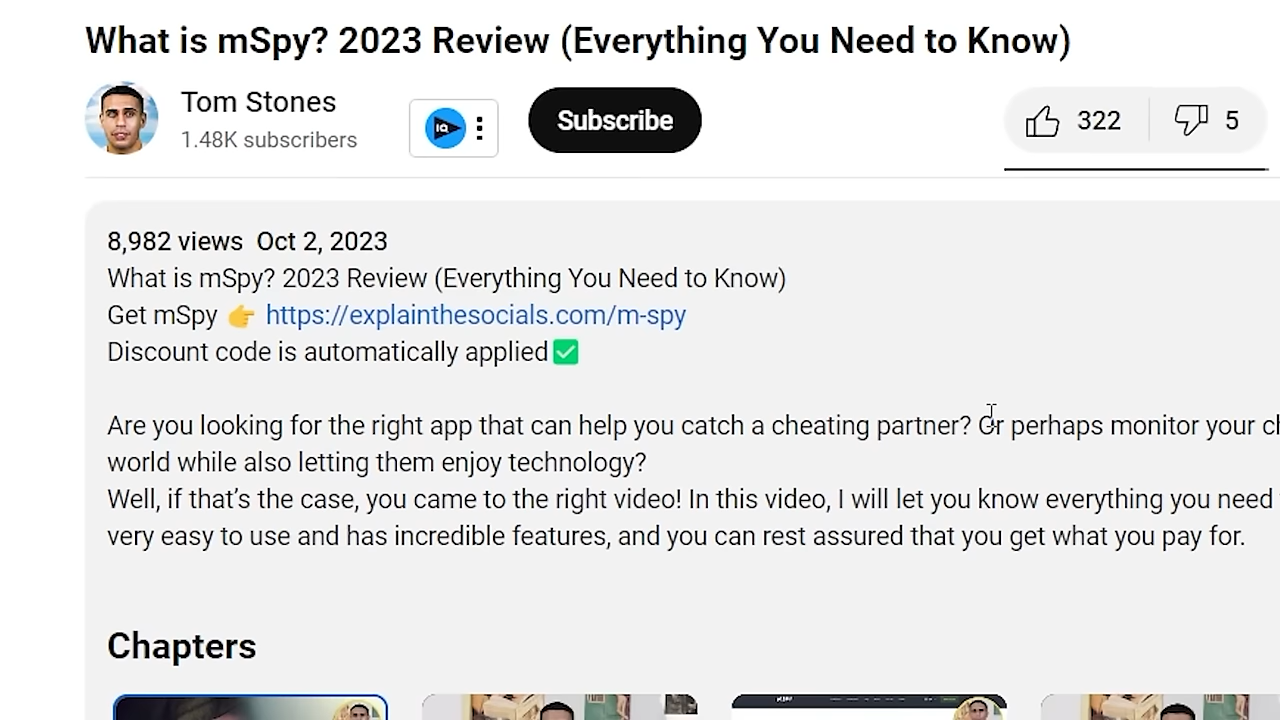 What is mSpy? 2023 Review (Everything You Need to Know)
Tom Stones
1.48K subscribers
IQ
Subscribe
322
5
8,982 views Oct 2, 2023
What is mSpy? 2023 Review (Everything You Need to Know)
Get mSpy 👉 https://explainthesocials.com/m-spy
Discount code is automatically applied✅
Are you looking for the right app that can help you catch a cheating partner? Or perhaps monitor your
world while also letting them enjoy technology?
Well, if that’s the case, you came to the right video! In this video, I will let you know everything you need
very easy to use and has incredible features, and you can rest assured that you get what you pay for.
Chapters